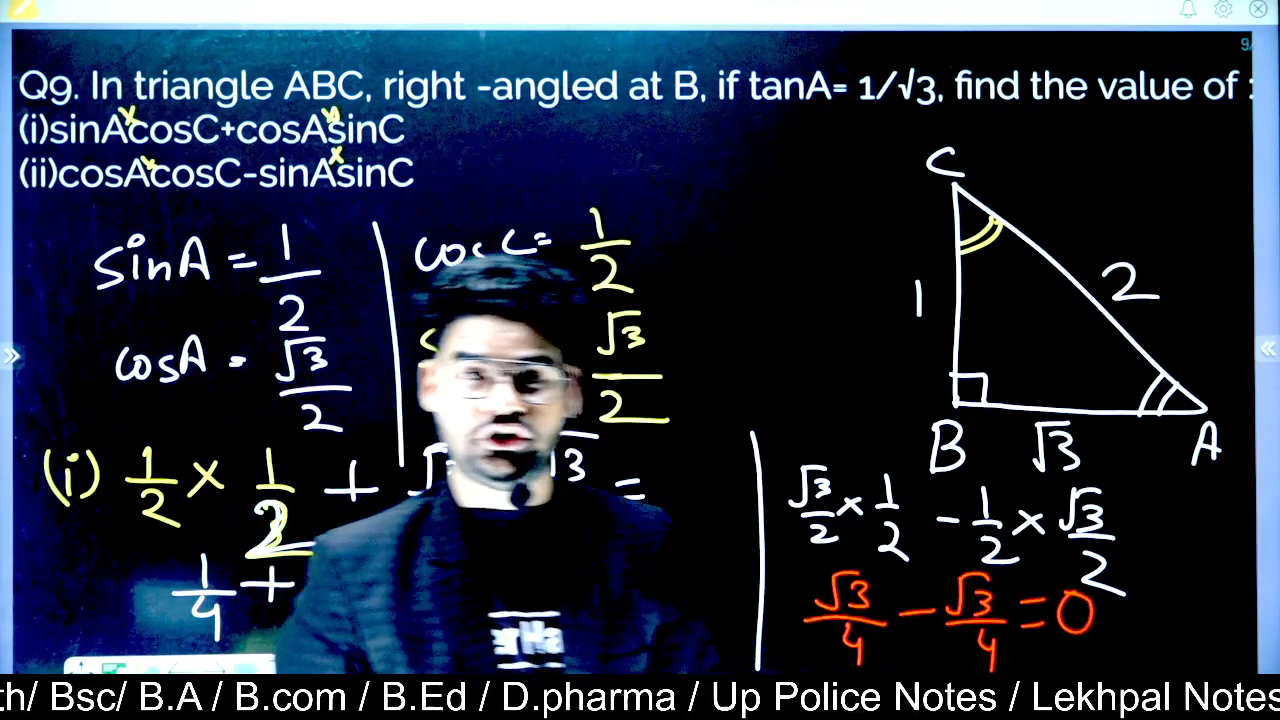 Q9. In triangle ABC, right -angled at B, if tanA= 1/√3, find the value of :
(i)sinAcosC+cosAsinC
(ii)cosAcosC-sinAsinC
sinA = 1/2
cosA = √3/2
cosC = 1/2
√3/2
(i) 1/2 × 1/2 +
=
1/4 +
C
1
2
B
√3
A
√3/2 × 1/2 - 1/2 × √3/2
√3/4 - √3/4 = 0
th/ Bsc/ B.A / B.com / B.Ed / D.pharma / Up Police Notes / Lekhpal Notes